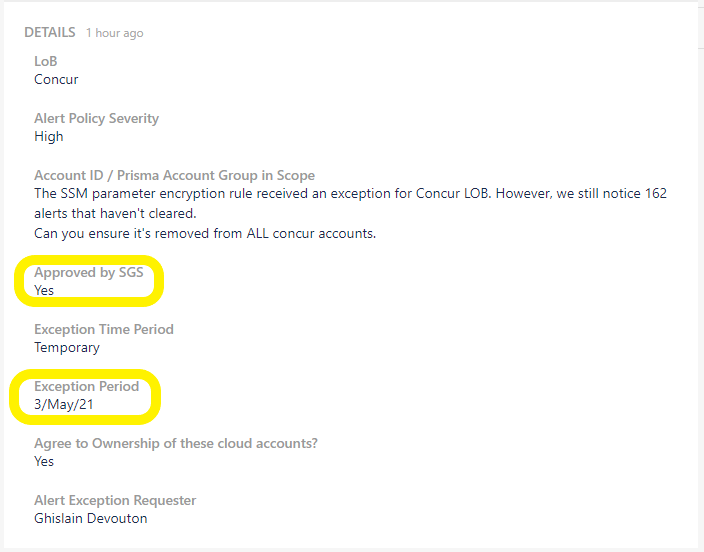 DETAILS 1 hour ago
LoB
Concur
Alert Policy Severity
High
Account ID / Prisma Account Group in Scope
The SSM parameter encryption rule received an exception for Concur LOB. However, we still notice 162
alerts that haven't cleared.
Can you ensure it's removed from ALL concur accounts.
Approved by SGS
Yes
Exception Time Period
Temporary
Exception Period
3/May/21
Agree to Ownership of these cloud accounts?
Yes
Alert Exception Requester
Ghislain Devouton